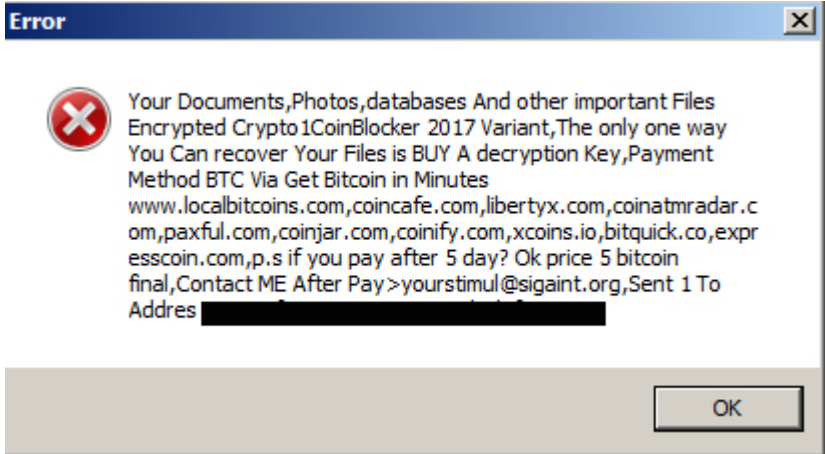 Error
Your Documents,Photos,databases And other important Files
Encrypted Crypto1CoinBlocker 2017 Variant,The only one way
You Can recover Your Files is BUY A decryption Key,Payment
Method BTC Via Get Bitcoin in Minutes
www.localbitcoins.com,coincafe.com,libertyx.com,coinatmradar.c
om,paxful.com,coinjar.com,coinify.com,xcoins.io,bitquick.co,expr
esscoin.com,p.s if you pay after 5 day? Ok price 5 bitcoin
final,Contact ME After Pay>yourstimul@sigaint.org,Sent 1 To
Addres
OK